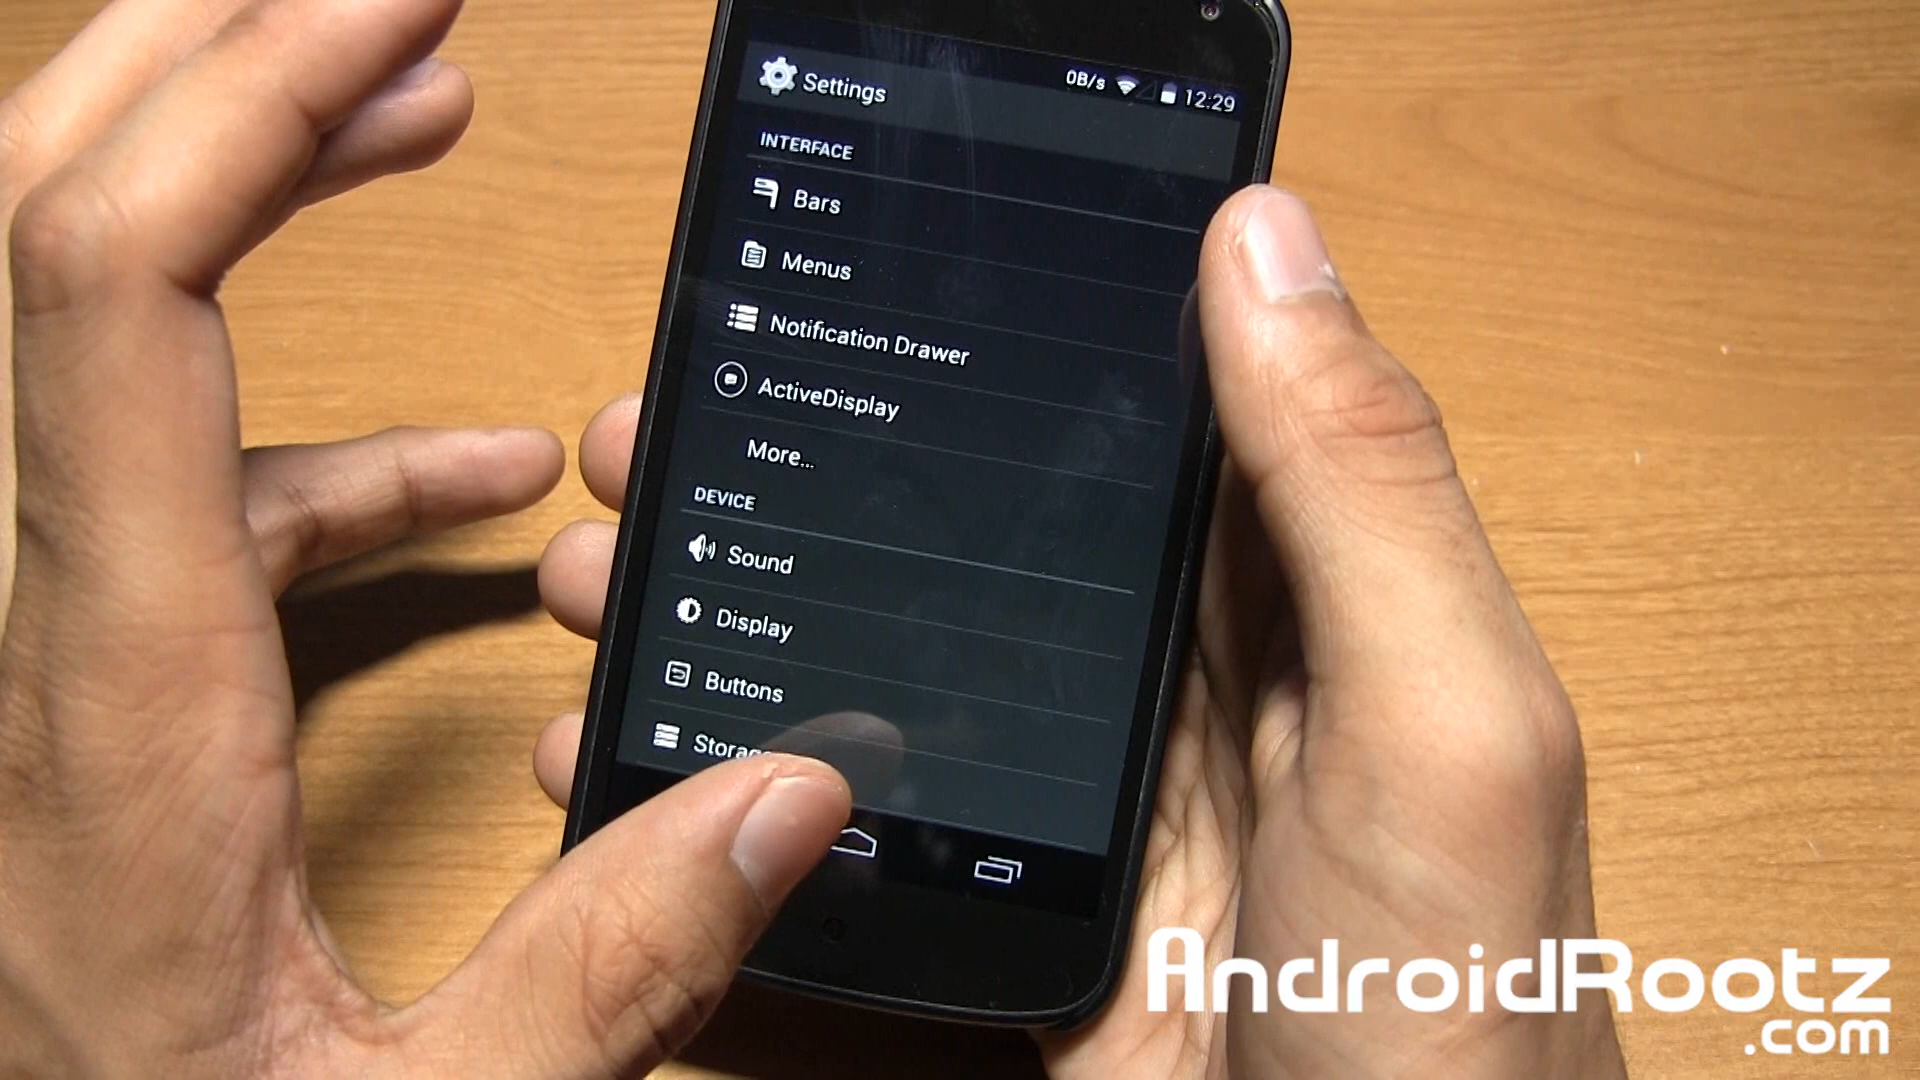 Settings
0B/s 12:29
INTERFACE
Bars
Menus
Notification Drawer
ActiveDisplay
More...
DEVICE
Sound
Display
Buttons
AndroidRootz
.com